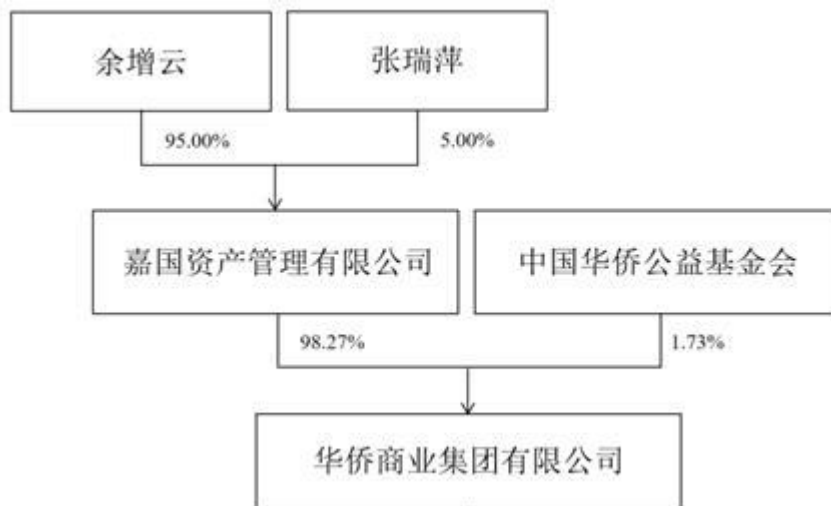 余增云
张瑞萍
95.00%
5.00%
嘉国资产管理有限公司
中国华侨公益基金会
98.27%
1.73%
华侨商业集团有限公司